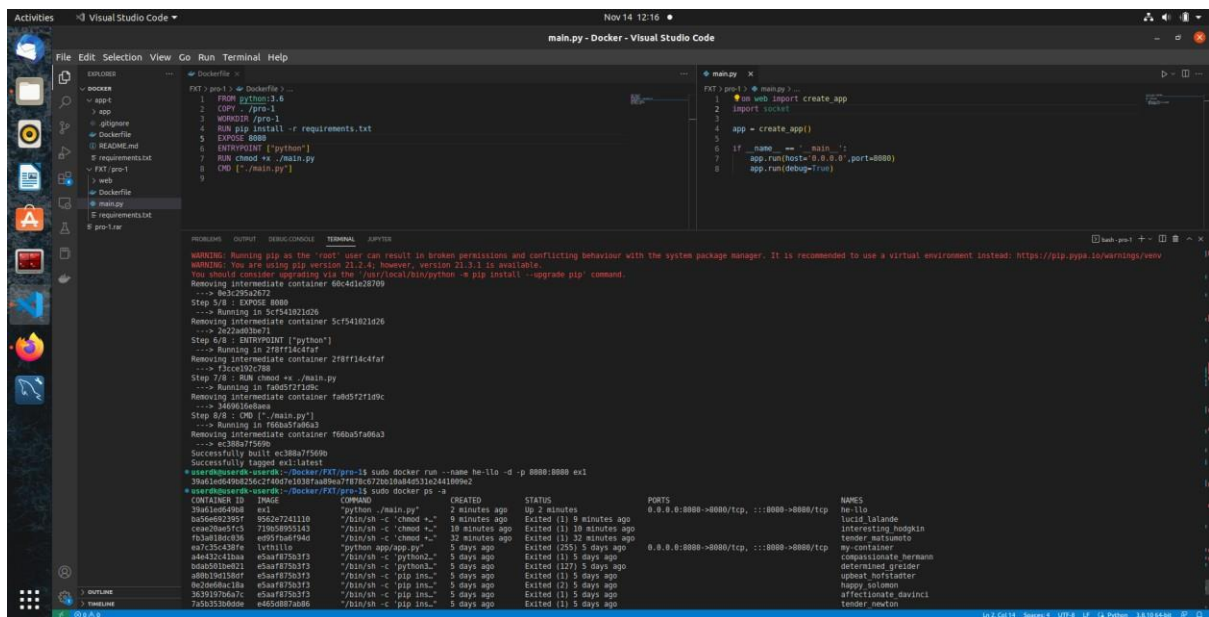 Activities
Visual Studio Code
Nov 14 12:16
main.py - Docker - Visual Studio Code
File Edit Selection View Go Run Terminal Help
EXPLORER
DOCKER
app-t
app
.gitignore
Dockerfile
README.md
requirements.txt
FXT / pro-1
web
Dockerfile
main.py
requirements.txt
pro-1.rar
OUTLINE
TIMELINE
Dockerfile
FXT > pro-1 > Dockerfile > ...
1 FROM python:3.6
2 COPY . /pro-1
3 WORKDIR /pro-1
4 RUN pip install -r requirements.txt
5 EXPOSE 8080
6 ENTRYPOINT ["python"]
7 RUN chmod +x ./main.py
8 CMD ["./main.py"]
9
main.py
FXT > pro-1 > main.py > ...
1 om web import create_app
2 import socket
3
4 app = create_app()
5
6 if __name__ == '__main__':
7 app.run(host='0.0.0.0',port=8080)
8 app.run(debug=True)
PROBLEMS OUTPUT DEBUG CONSOLE TERMINAL JUPYTER
bash - pro-1
WARNING: Running pip as the 'root' user can result in broken permissions and conflicting behaviour with the system package manager. It is recommended to use a virtual environment instead: https://pip.pypa.io/warnings/venv
WARNING: You are using pip version 21.2.4; however, version 21.3.1 is available.
You should consider upgrading via the '/usr/local/bin/python -m pip install --upgrade pip' command.
Removing intermediate container 60c4d1e28709
---> 0e3c295a2672
Step 5/8 : EXPOSE 8080
---> Running in 5cf541021d26
Removing intermediate container 5cf541021d26
---> 2e22ad03be71
Step 6/8 : ENTRYPOINT ["python"]
---> Running in 2f8ff14c4faf
Removing intermediate container 2f8ff14c4faf
---> f3cce192c788
Step 7/8 : RUN chmod +x ./main.py
---> Running in fa0d5f2f1d9c
Removing intermediate container fa0d5f2f1d9c
---> 3469616e8aea
Step 8/8 : CMD ["./main.py"]
---> Running in f66ba5fa06a3
Removing intermediate container f66ba5fa06a3
---> ec388a7f569b
Successfully built ec388a7f569b
Successfully tagged ex1:latest
userdk@userdk-userdk:~/Docker/FXT/pro-1$ sudo docker run --name he-llo -d -p 8080:8080 ex1
userdk@userdk-userdk:~/Docker/FXT/pro-1$ sudo docker ps -a
CONTAINER ID IMAGE COMMAND CREATED STATUS PORTS NAMES
39a61ed649b8 ex1 "python ./main.py" 2 minutes ago Up 2 minutes 0.0.0.0:8080->8080/tcp, :::8080->8080/tcp he-llo
ba56e692395f 9562e7241110 "/bin/sh -c 'chmod +…" 9 minutes ago Exited (1) 9 minutes ago lucid_lalande
ceae20ae5fc5 719b58955143 "/bin/sh -c 'chmod +…" 10 minutes ago Exited (1) 10 minutes ago interesting_hodgkin
fb3a018dc036 ed95fba6f94d "/bin/sh -c 'chmod +…" 32 minutes ago Exited (1) 32 minutes ago tender_matsumoto
ea7c35c438fe lvthillo "python app/app.py" 5 days ago Exited (255) 5 days ago 0.0.0.0:8080->8080/tcp, :::8080->8080/tcp my-container
a4e432c41baa e5aaf875b3f3 "/bin/sh -c 'python2…" 5 days ago Exited (1) 5 days ago compassionate_hermann
bdab501be021 e5aaf875b3f3 "/bin/sh -c 'python3…" 5 days ago Exited (127) 5 days ago determined_greider
a80b19d158df e5aaf875b3f3 "/bin/sh -c 'pip ins…" 5 days ago Exited (1) 5 days ago upbeat_hofstadter
0e2de60ac18a e5aaf875b3f3 "/bin/sh -c 'pip ins…" 5 days ago Exited (2) 5 days ago happy_solomon
3639197b6a7c e5aaf875b3f3 "/bin/sh -c 'pip ins…" 5 days ago Exited (1) 5 days ago affectionate_davinci
7a5b353b0dde e465d887ab86 "/bin/sh -c 'pip ins…" 5 days ago Exited (1) 5 days ago tender_newton
0 0 Ln 2, Col 14 Spaces: 4 UTF-8 LF Python 3.8.10 64-bit